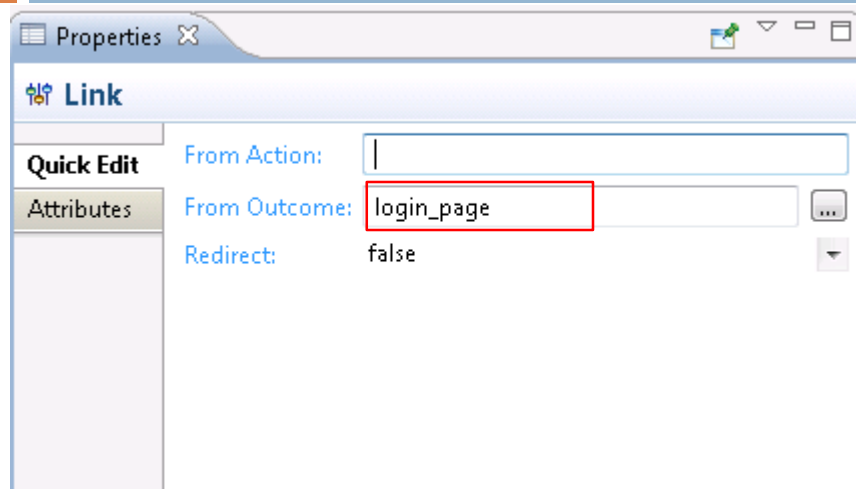 Properties
Link
Quick Edit
Attributes
From Action:
From Outcome: login_page ...
Redirect: false